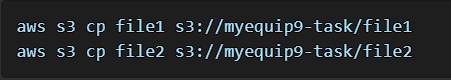 aws s3 cp file1 s3://myequip9-task/file1
aws s3 cp file2 s3://myequip9-task/file2